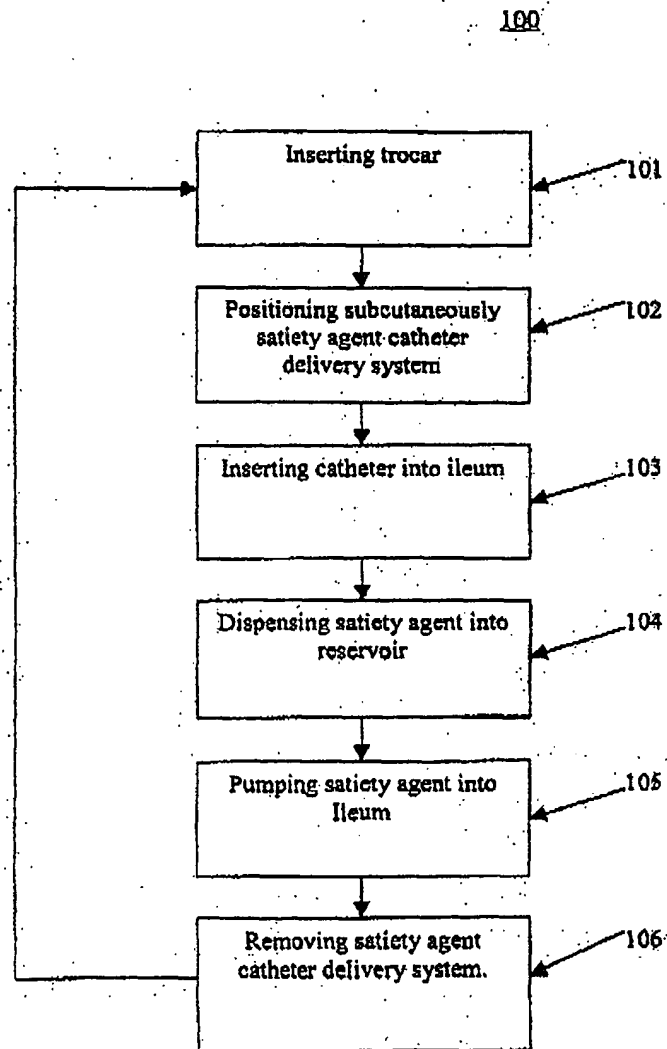 100
Inserting trocar
101
Positioning subcutaneously
satiety agent catheter
delivery system
102
Inserting catheter into ileum
103
Dispensing satiety agent into
reservoir
104
Pumping satiety agent into
Ileum
105
Removing satiety agent
catheter delivery system.
106